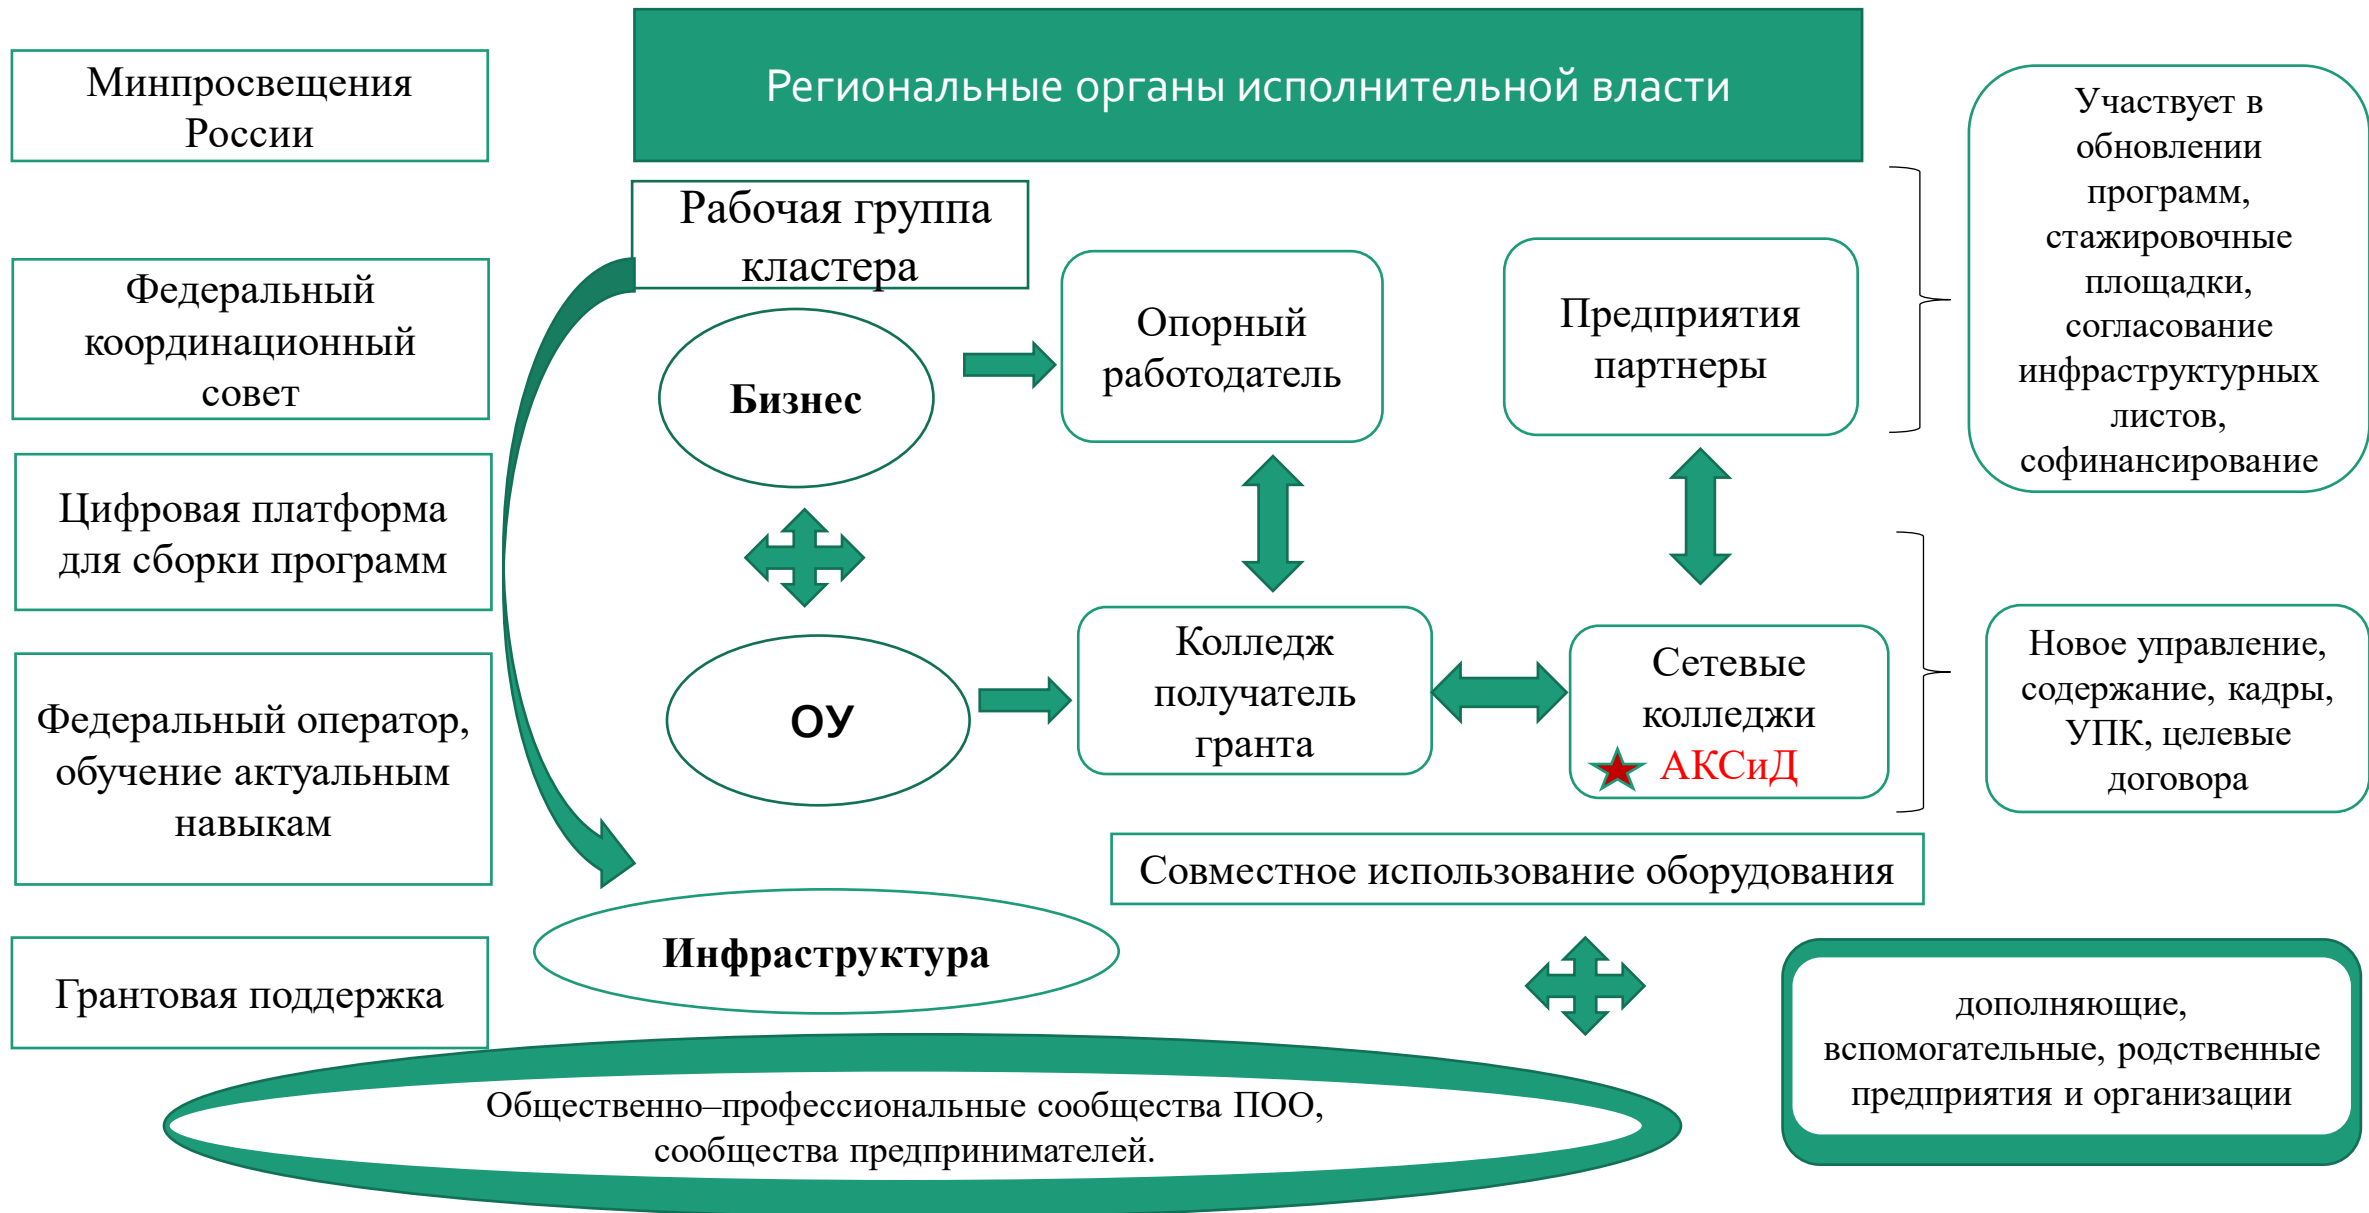 Минпросвещения
России
Региональные органы исполнительной власти
Рабочая группа
кластера
Федеральный
координационный
совет
Цифровая платформа
для сборки программ
Федеральный оператор,
обучение актуальным
навыкам
Грантовая поддержка
Бизнес
Опорный
работодатель
Предприятия
партнеры
Участвует в
обновлении
программ,
стажировочные
площадки,
согласование
инфраструктурных
листов,
софинансирование
ОУ
Колледж
получатель
гранта
Сетевые
колледжи
АКСиД
Новое управление,
содержание, кадры,
УПК, целевые
договора
Совместное использование оборудования
Инфраструктура
дополняющие,
вспомогательные, родственные
предприятия и организации
Общественно–профессиональные сообщества ПОО,
сообщества предпринимателей.